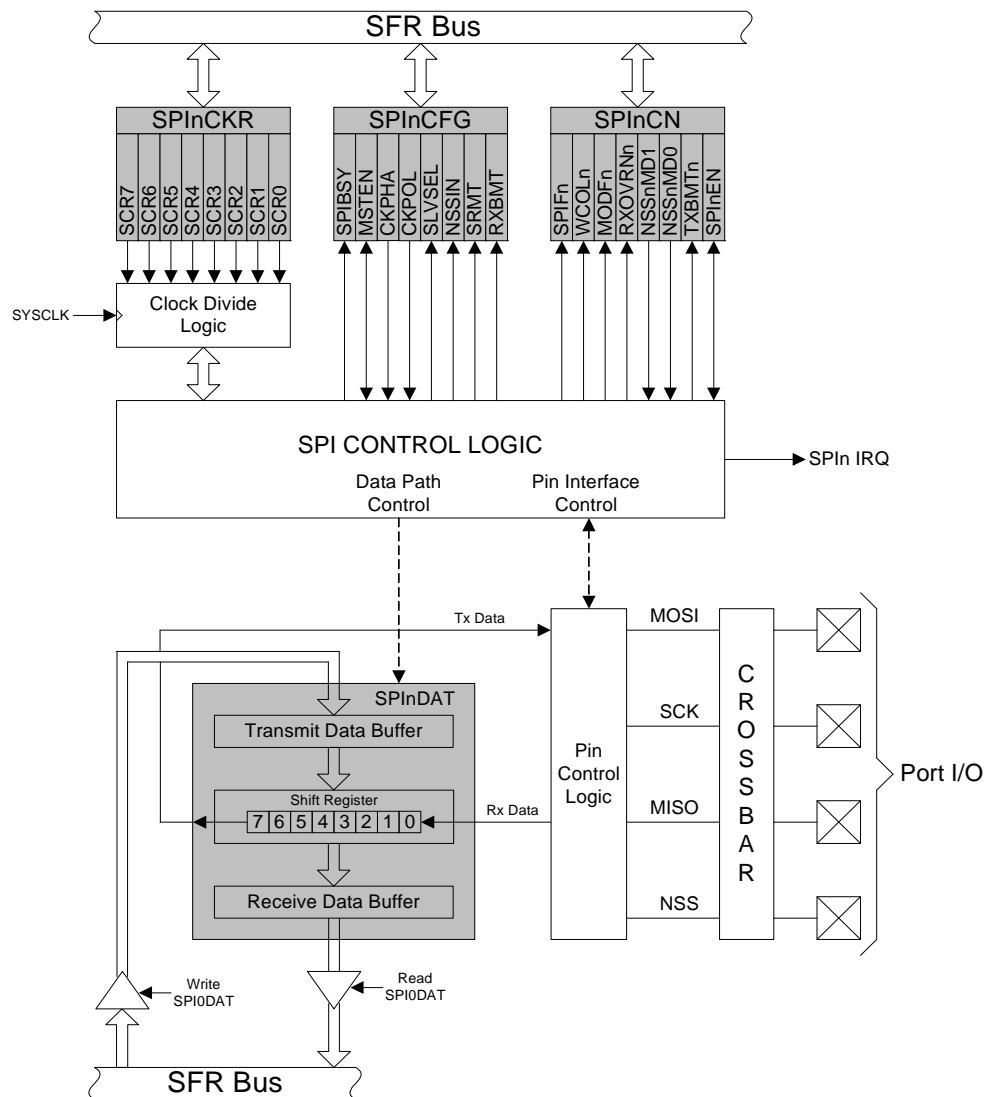 SFR Bus
SPInCKR
SCR7
SCR6
SCR5
SCR4
SCR3
SCR2
SCR1
SCR0
SPInCFG
SPIBSY
MSTEN
CKPHA
CKPOL
SLVSEL
NSSIN
SRMT
RXBMT
SPInCN
SPIFn
WCOLn
MODFn
RXOVRNn
NSSnMD1
NSSnMD0
TXBMTn
SPInEN
SYSCLK
Clock Divide
Logic
SPI CONTROL LOGIC
Data Path
Control
Pin Interface
Control
SPIn IRQ
Tx Data
SPInDAT
Transmit Data Buffer
Shift Register
7 6 5 4 3 2 1 0
Rx Data
Receive Data Buffer
Pin
Control
Logic
MOSI
SCK
MISO
NSS
CROSSBAR
Port I/O
Write
SPI0DAT
Read
SPI0DAT
SFR Bus